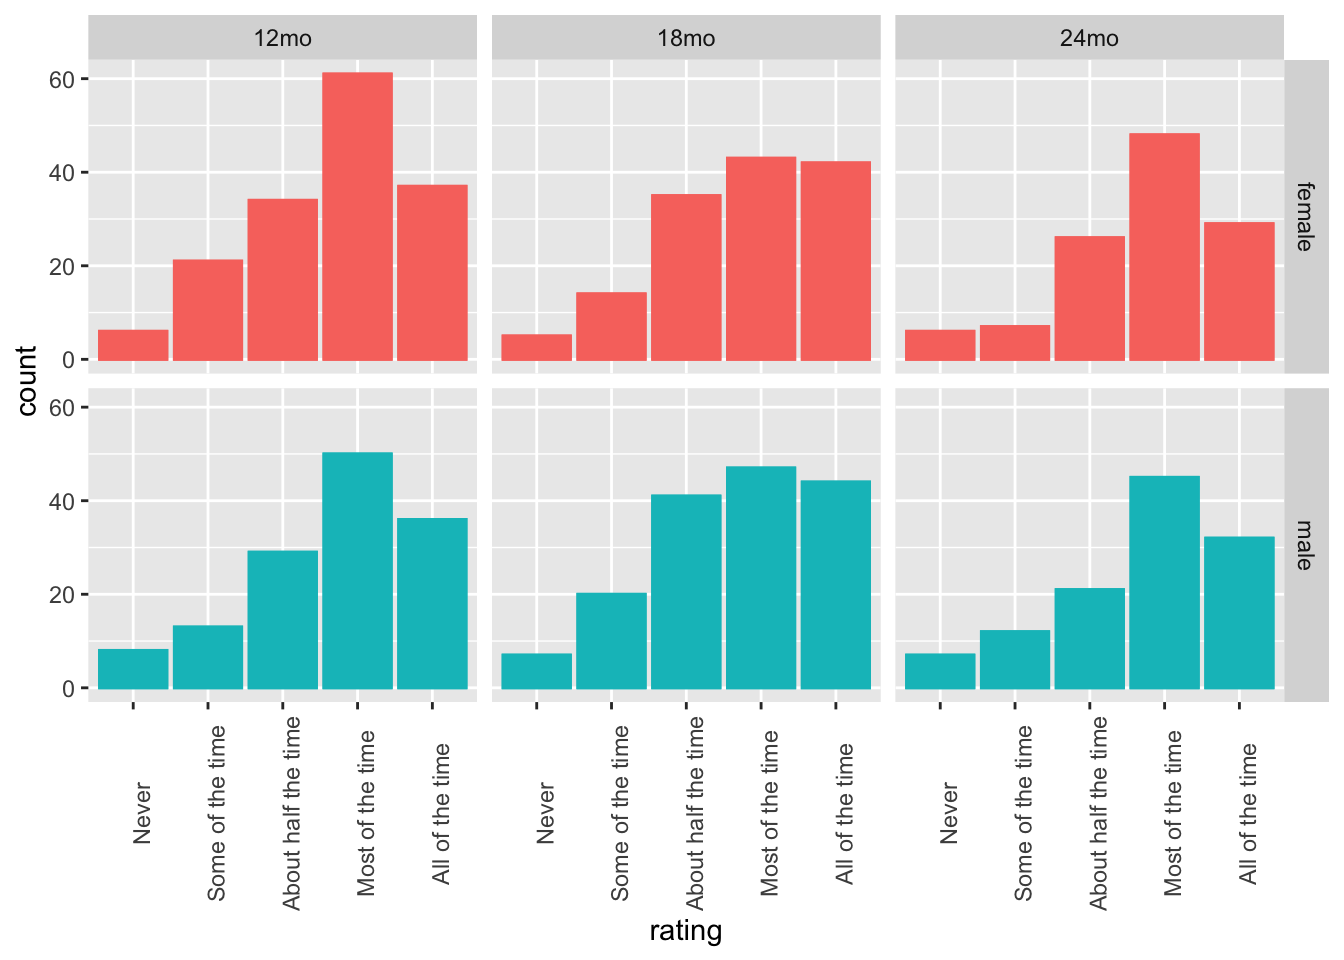 12mo 18mo 24mo
60
40
20
0
female
count
60
40
20
0
male
Never Some of the time About half the time Most of the time All of the time Never Some of the time About half the time Most of the time All of the time Never Some of the time About half the time Most of the time All of the time
rating